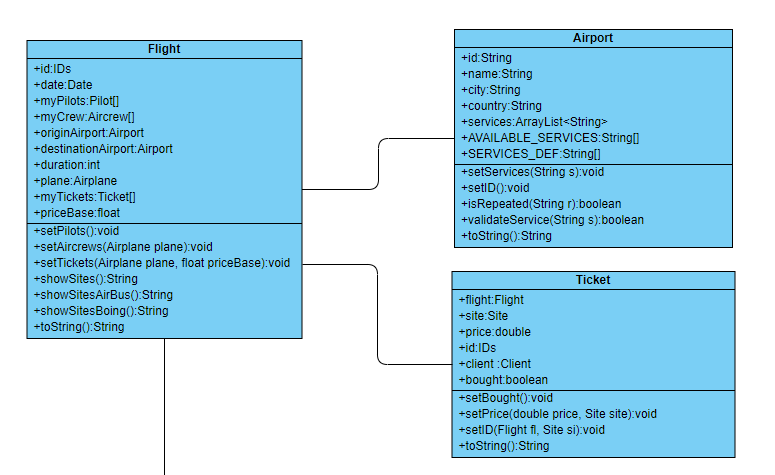 Flight
+id:IDs
+date:Date
+myPilots:Pilot[]
+myCrew:Aircrew[]
+originAirport:Airport
+destinationAirport:Airport
+duration:int
+plane:Airplane
+myTickets:Ticket[]
+priceBase:float
+setPilots():void
+setAircrews(Airplane plane):void
+setTickets(Airplane plane, float priceBase):void
+showSites():String
+showSitesAirBus():String
+showSitesBoing():String
+toString():String
Airport
+id:String
+name:String
+city:String
+country:String
+services:ArrayList<String>
+AVAILABLE_SERVICES:String[]
+SERVICES_DEF:String[]
+setServices(String s):void
+setID():void
+isRepeated(String r):boolean
+validateService(String s):boolean
+toString():String
Ticket
+flight:Flight
+site:Site
+price:double
+id:IDs
+client :Client
+bought:boolean
+setBought():void
+setPrice(double price, Site site):void
+setID(Flight fl, Site si):void
+toString():String